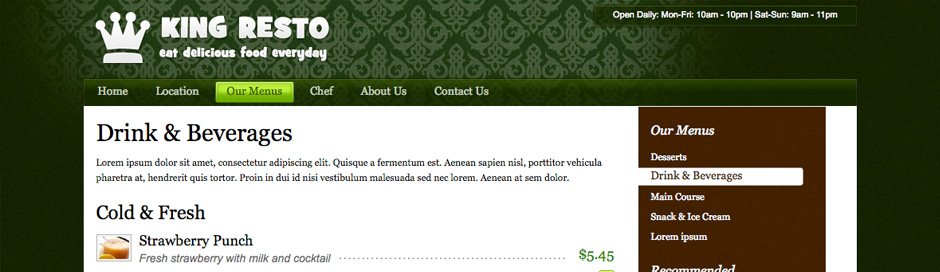 KING RESTO
eat delicious food everyday
Open Daily: Mon-Fri: 10am - 10pm | Sat-Sun: 9am - 11pm
Home Location Our Menus Chef About Us Contact Us
Drink & Beverages
Lorem ipsum dolor sit amet, consectetur adipiscing elit. Quisque a fermentum est. Aenean sapien nisl, porttitor vehicula
pharetra at, hendrerit quis tortor. Proin in dui id nisi vestibulum malesuada sed nec lorem. Aenean at sem dolor.
Cold & Fresh
Strawberry Punch
Fresh strawberry with milk and cocktail $5.45
Our Menus
Desserts
Drink & Beverages
Main Course
Snack & Ice Cream
Lorem ipsum
Recommended